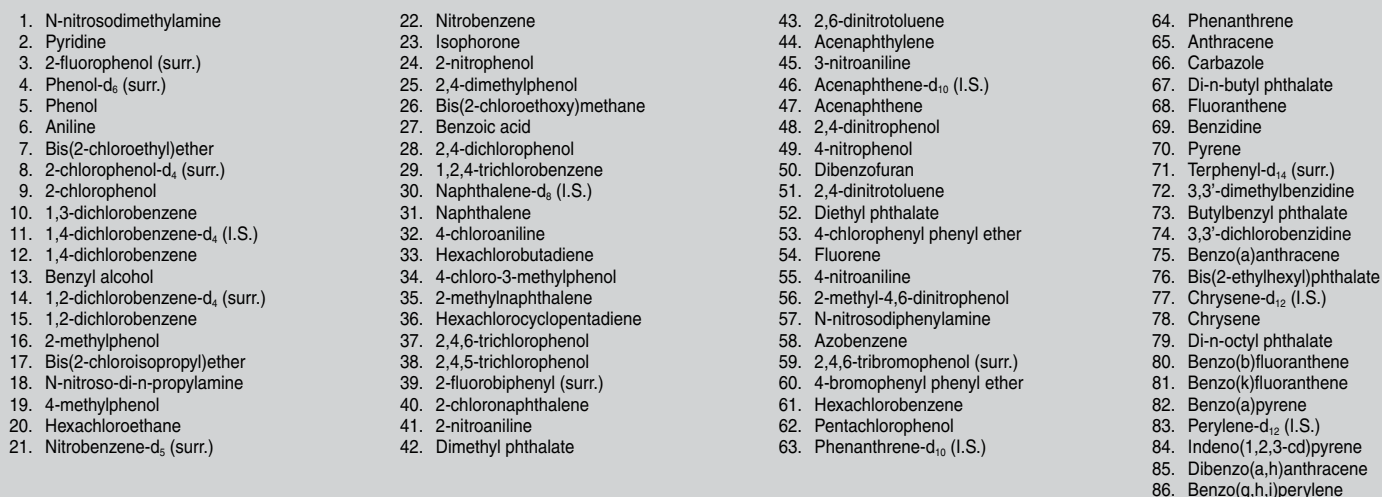 1. N-nitrosodimethylamine
2. Pyridine
3. 2-fluorophenol (surr.)
4. Phenol-d₆ (surr.)
5. Phenol
6. Aniline
7. Bis(2-chloroethyl)ether
8. 2-chlorophenol-d₄ (surr.)
9. 2-chlorophenol
10. 1,3-dichlorobenzene
11. 1,4-dichlorobenzene-d₄ (I.S.)
12. 1,4-dichlorobenzene
13. Benzyl alcohol
14. 1,2-dichlorobenzene-d₄ (surr.)
15. 1,2-dichlorobenzene
16. 2-methylphenol
17. Bis(2-chloroisopropyl)ether
18. N-nitroso-di-n-propylamine
19. 4-methylphenol
20. Hexachloroethane
21. Nitrobenzene-d₅ (surr.)
22. Nitrobenzene
23. Isophorone
24. 2-nitrophenol
25. 2,4-dimethylphenol
26. Bis(2-chloroethoxy)methane
27. Benzoic acid
28. 2,4-dichlorophenol
29. 1,2,4-trichlorobenzene
30. Naphthalene-d₈ (I.S.)
31. Naphthalene
32. 4-chloroaniline
33. Hexachlorobutadiene
34. 4-chloro-3-methylphenol
35. 2-methylnaphthalene
36. Hexachlorocyclopentadiene
37. 2,4,6-trichlorophenol
38. 2,4,5-trichlorophenol
39. 2-fluorobiphenyl (surr.)
40. 2-chloronaphthalene
41. 2-nitroaniline
42. Dimethyl phthalate
43. 2,6-dinitrotoluene
44. Acenaphthylene
45. 3-nitroaniline
46. Acenaphthene-d₁₀ (I.S.)
47. Acenaphthene
48. 2,4-dinitrophenol
49. 4-nitrophenol
50. Dibenzofuran
51. 2,4-dinitrotoluene
52. Diethyl phthalate
53. 4-chlorophenyl phenyl ether
54. Fluorene
55. 4-nitroaniline
56. 2-methyl-4,6-dinitrophenol
57. N-nitrosodiphenylamine
58. Azobenzene
59. 2,4,6-tribromophenol (surr.)
60. 4-bromophenyl phenyl ether
61. Hexachlorobenzene
62. Pentachlorophenol
63. Phenanthrene-d₁₀ (I.S.)
64. Phenanthrene
65. Anthracene
66. Carbazole
67. Di-n-butyl phthalate
68. Fluoranthene
69. Benzidine
70. Pyrene
71. Terphenyl-d₁₄ (surr.)
72. 3,3'-dimethylbenzidine
73. Butylbenzyl phthalate
74. 3,3'-dichlorobenzidine
75. Benzo(a)anthracene
76. Bis(2-ethylhexyl)phthalate
77. Chrysene-d₁₂ (I.S.)
78. Chrysene
79. Di-n-octyl phthalate
80. Benzo(b)fluoranthene
81. Benzo(k)fluoranthene
82. Benzo(a)pyrene
83. Perylene-d₁₂ (I.S.)
84. Indeno(1,2,3-cd)pyrene
85. Dibenzo(a,h)anthracene
86. Benzo(g,h,i)perylene